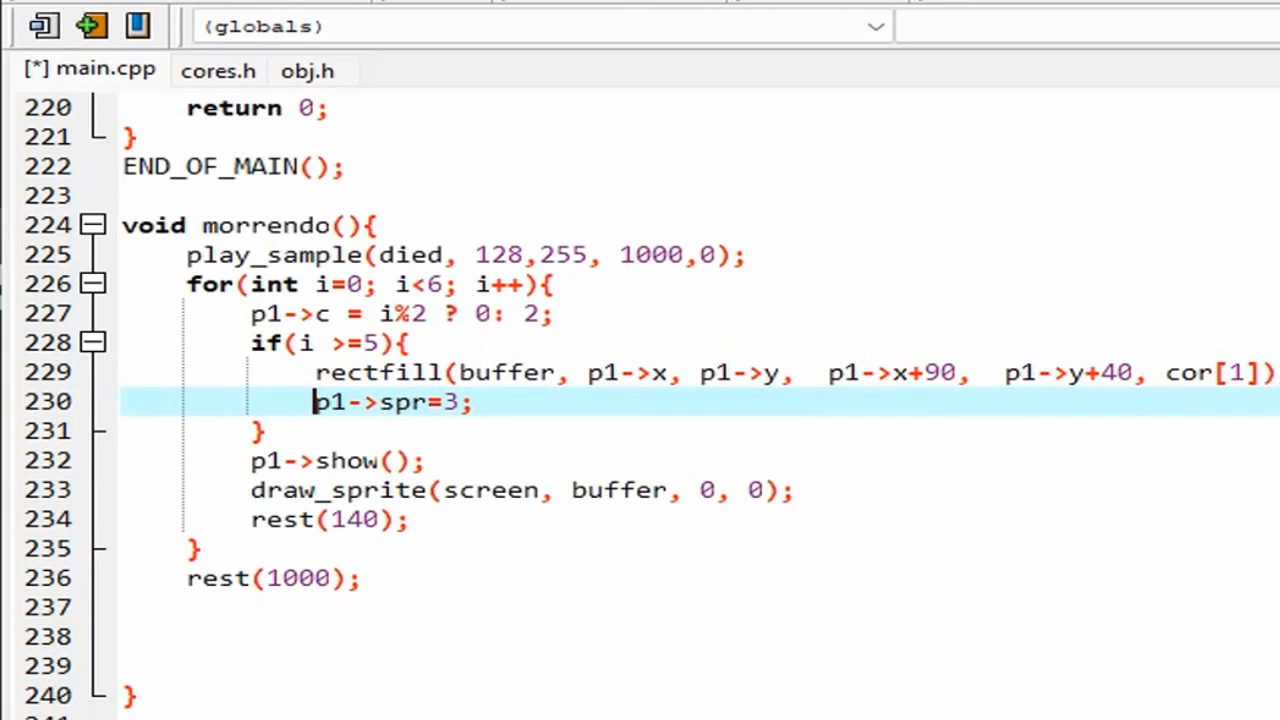 (globals)
[*] main.cpp cores.h obj.h
220 return 0;
221 }
222 END_OF_MAIN();
223
224 void morrendo(){
225 play_sample(died, 128,255, 1000,0);
226 for(int i=0; i<6; i++){
227 p1->c = i%2 ? 0: 2;
228 if(i >=5){
229 rectfill(buffer, p1->x, p1->y, p1->x+90, p1->y+40, cor[1])
230 p1->spr=3;
231 }
232 p1->show();
233 draw_sprite(screen, buffer, 0, 0);
234 rest(140);
235 }
236 rest(1000);
237
238
239
240 }